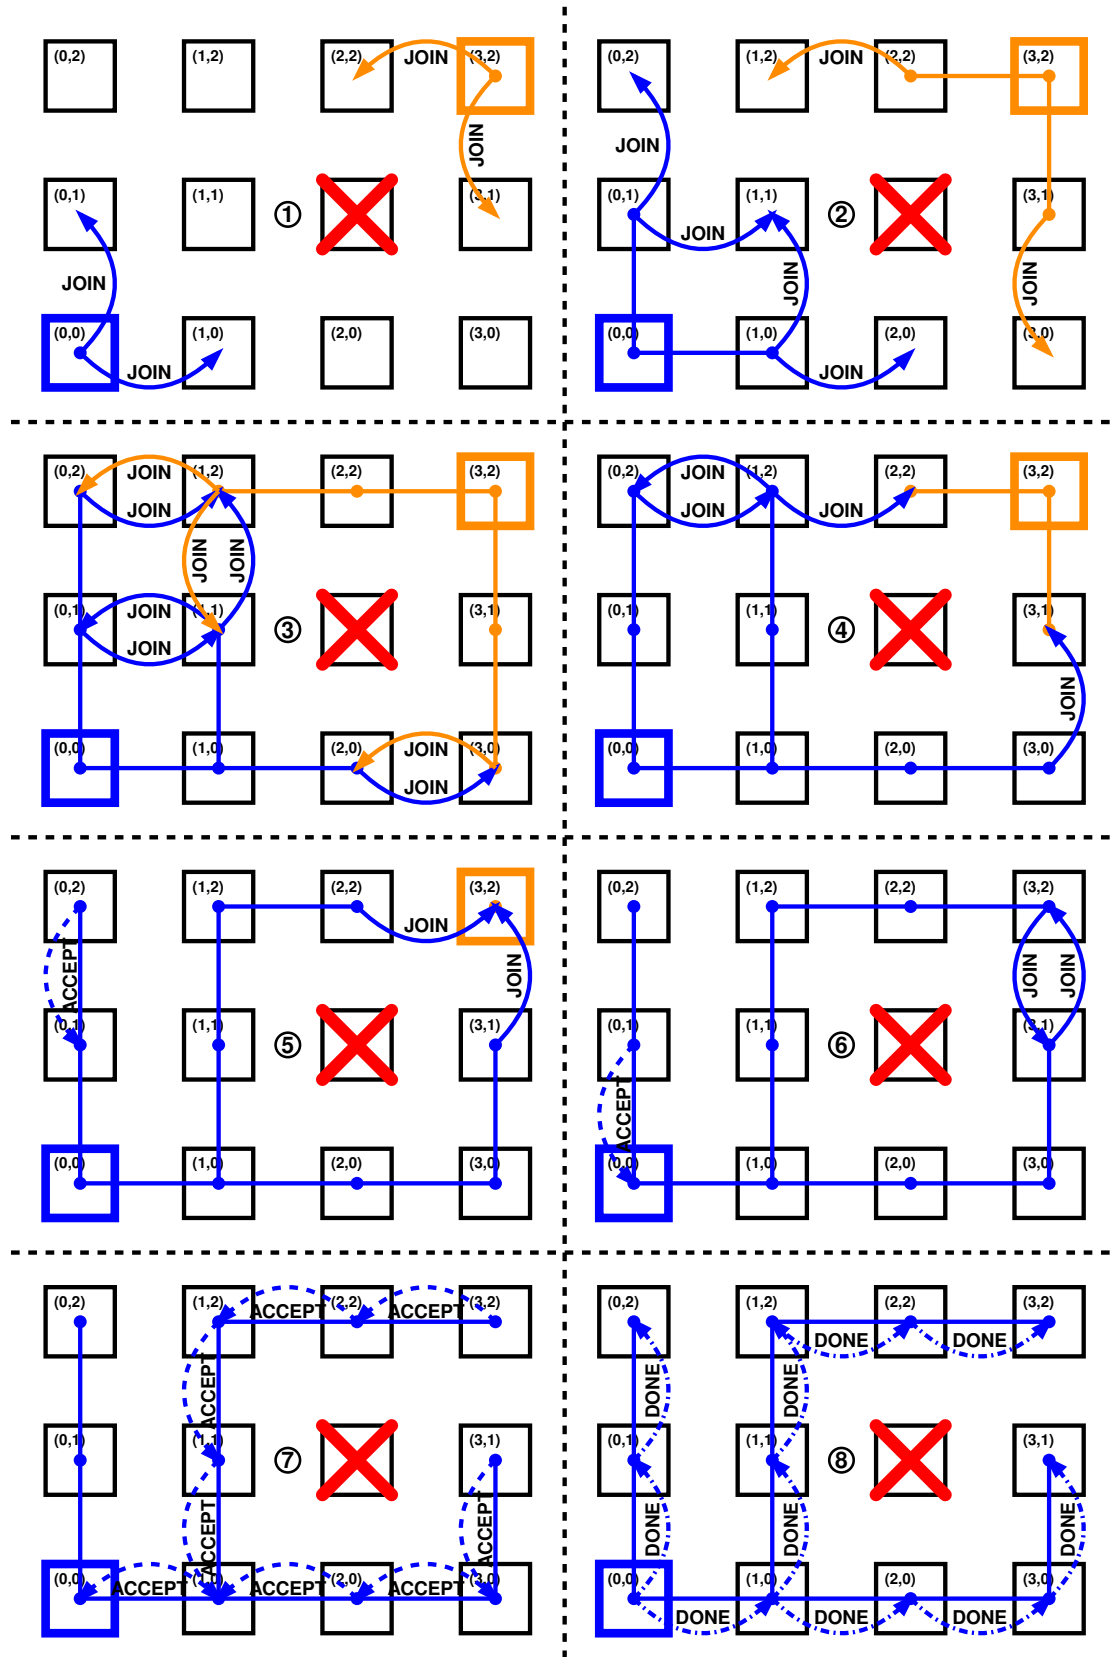 (0,2) (1,2) (2,2) JOIN (3,2)
JOIN
(0,1) (1,1) ① (3,1)
JOIN
(0,0) (1,0) (2,0) (3,0)
JOIN
(0,2) (1,2) JOIN (2,2) (3,2)
JOIN
(0,1) (1,1) ② (3,1)
JOIN
JOIN JOIN
(0,0) (1,0) (2,0) (3,0)
JOIN
(0,2) JOIN (1,2) (2,2) (3,2)
JOIN
JOIN JOIN
(0,1) JOIN (1,1) ③ (3,1)
JOIN
(0,0) (1,0) (2,0) JOIN (3,0)
JOIN
(0,2) JOIN (1,2) (2,2) (3,2)
JOIN JOIN
(0,1) (1,1) ④ (3,1)
JOIN
(0,0) (1,0) (2,0) (3,0)
(0,2) (1,2) (2,2) (3,2)
JOIN
ACCEPT JOIN
(0,1) (1,1) ⑤ (3,1)
(0,0) (1,0) (2,0) (3,0)
(0,2) (1,2) (2,2) (3,2)
JOIN JOIN
(0,1) (1,1) ⑥ (3,1)
ACCEPT
(0,0) (1,0) (2,0) (3,0)
(0,2) (1,2) ACCEPT (2,2) ACCEPT (3,2)
ACCEPT
(0,1) (1,1) ⑦ (3,1)
ACCEPT ACCEPT
(0,0) ACCEPT (1,0) ACCEPT (2,0) ACCEPT (3,0)
(0,2) (1,2) (2,2) (3,2)
DONE DONE
DONE DONE
(0,1) (1,1) ⑧ (3,1)
DONE DONE DONE
(0,0) (1,0) (2,0) (3,0)
DONE DONE DONE